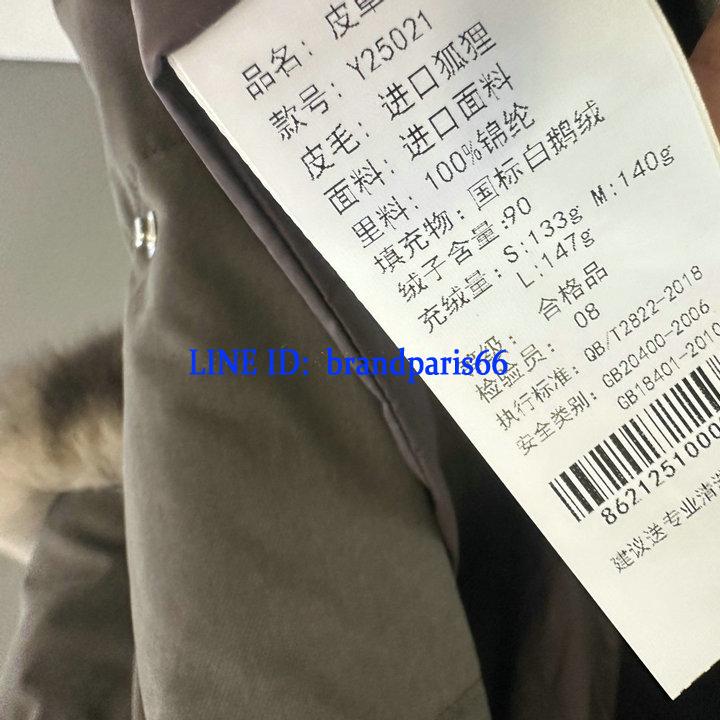 品名：皮草
款号：Y25021
皮毛：进口狐狸
面料：进口面料
里料：100%锦纶
填充物：国标白鹅绒
绒子含量:90
充绒量：S:133g M:140g
L:147g
级：合格品
检验员：08
执行标准：QB/T2822-2018
安全类别：GB20400-2006
GB18401-2010
8621251000
建议送专业清
LINE ID: brandparis66